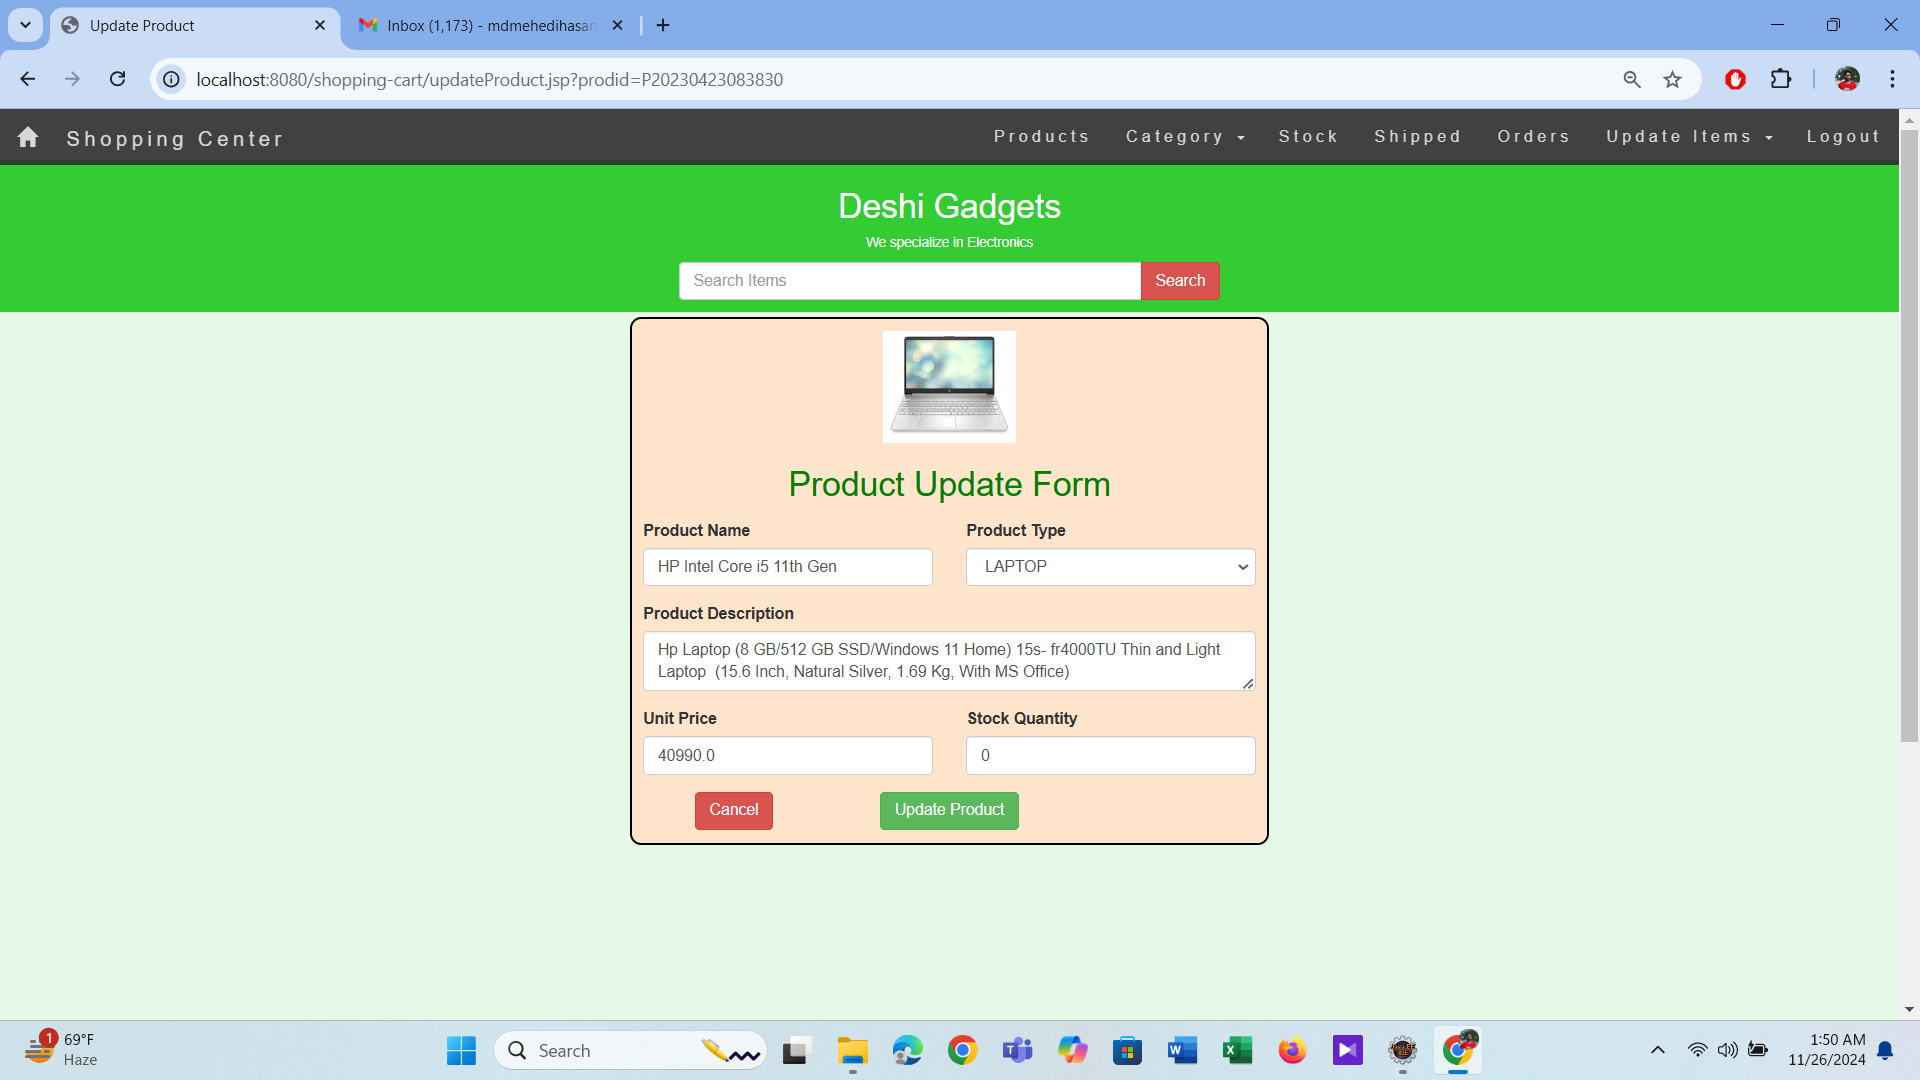 Update Product
Inbox (1,173) - mdmehedihasan
localhost:8080/shopping-cart/updateProduct.jsp?prodid=P20230423083830
Shopping Center
Products
Category
Stock
Shipped
Orders
Update Items
Logout
Deshi Gadgets
We specialize in Electronics
Search Items
Search
Product Update Form
Product Name
Product Type
HP Intel Core i5 11th Gen
LAPTOP
Product Description
Hp Laptop (8 GB/512 GB SSD/Windows 11 Home) 15s- fr4000TU Thin and Light
Laptop  (15.6 Inch, Natural Silver, 1.69 Kg, With MS Office)
Unit Price
Stock Quantity
40990.0
0
Cancel
Update Product
1
69°F
Haze
Search
1:50 AM
11/26/2024